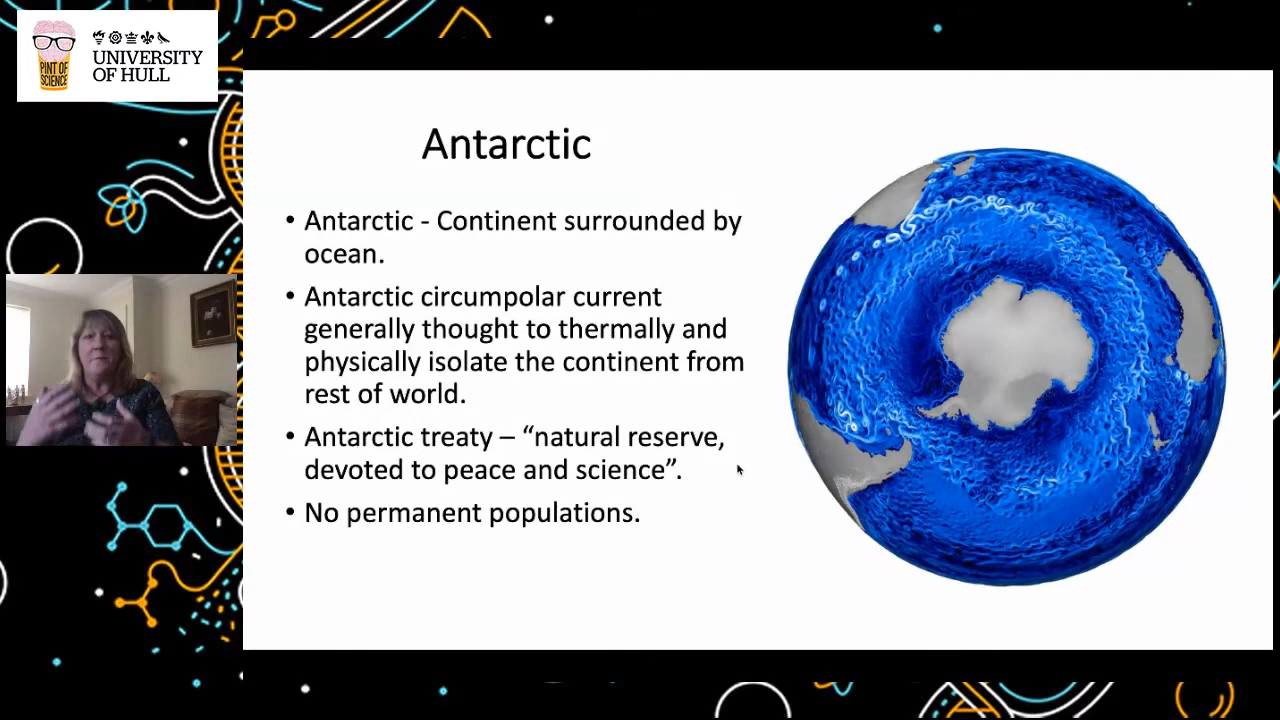 PINT OF
SCIENCE
UNIVERSITY
OF HULL
Antarctic
• Antarctic - Continent surrounded by
ocean.
• Antarctic circumpolar current
generally thought to thermally and
physically isolate the continent from
rest of world.
• Antarctic treaty – “natural reserve,
devoted to peace and science”.
• No permanent populations.